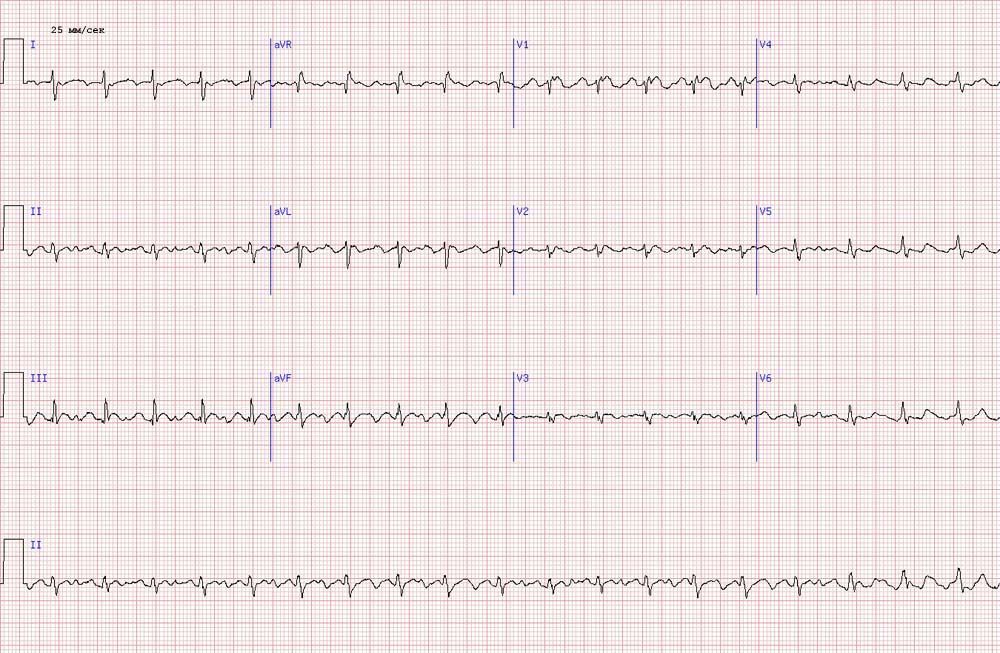 25 мм/сек
I aVR V1 V4
II aVL V2 V5
III aVF V3 V6
II